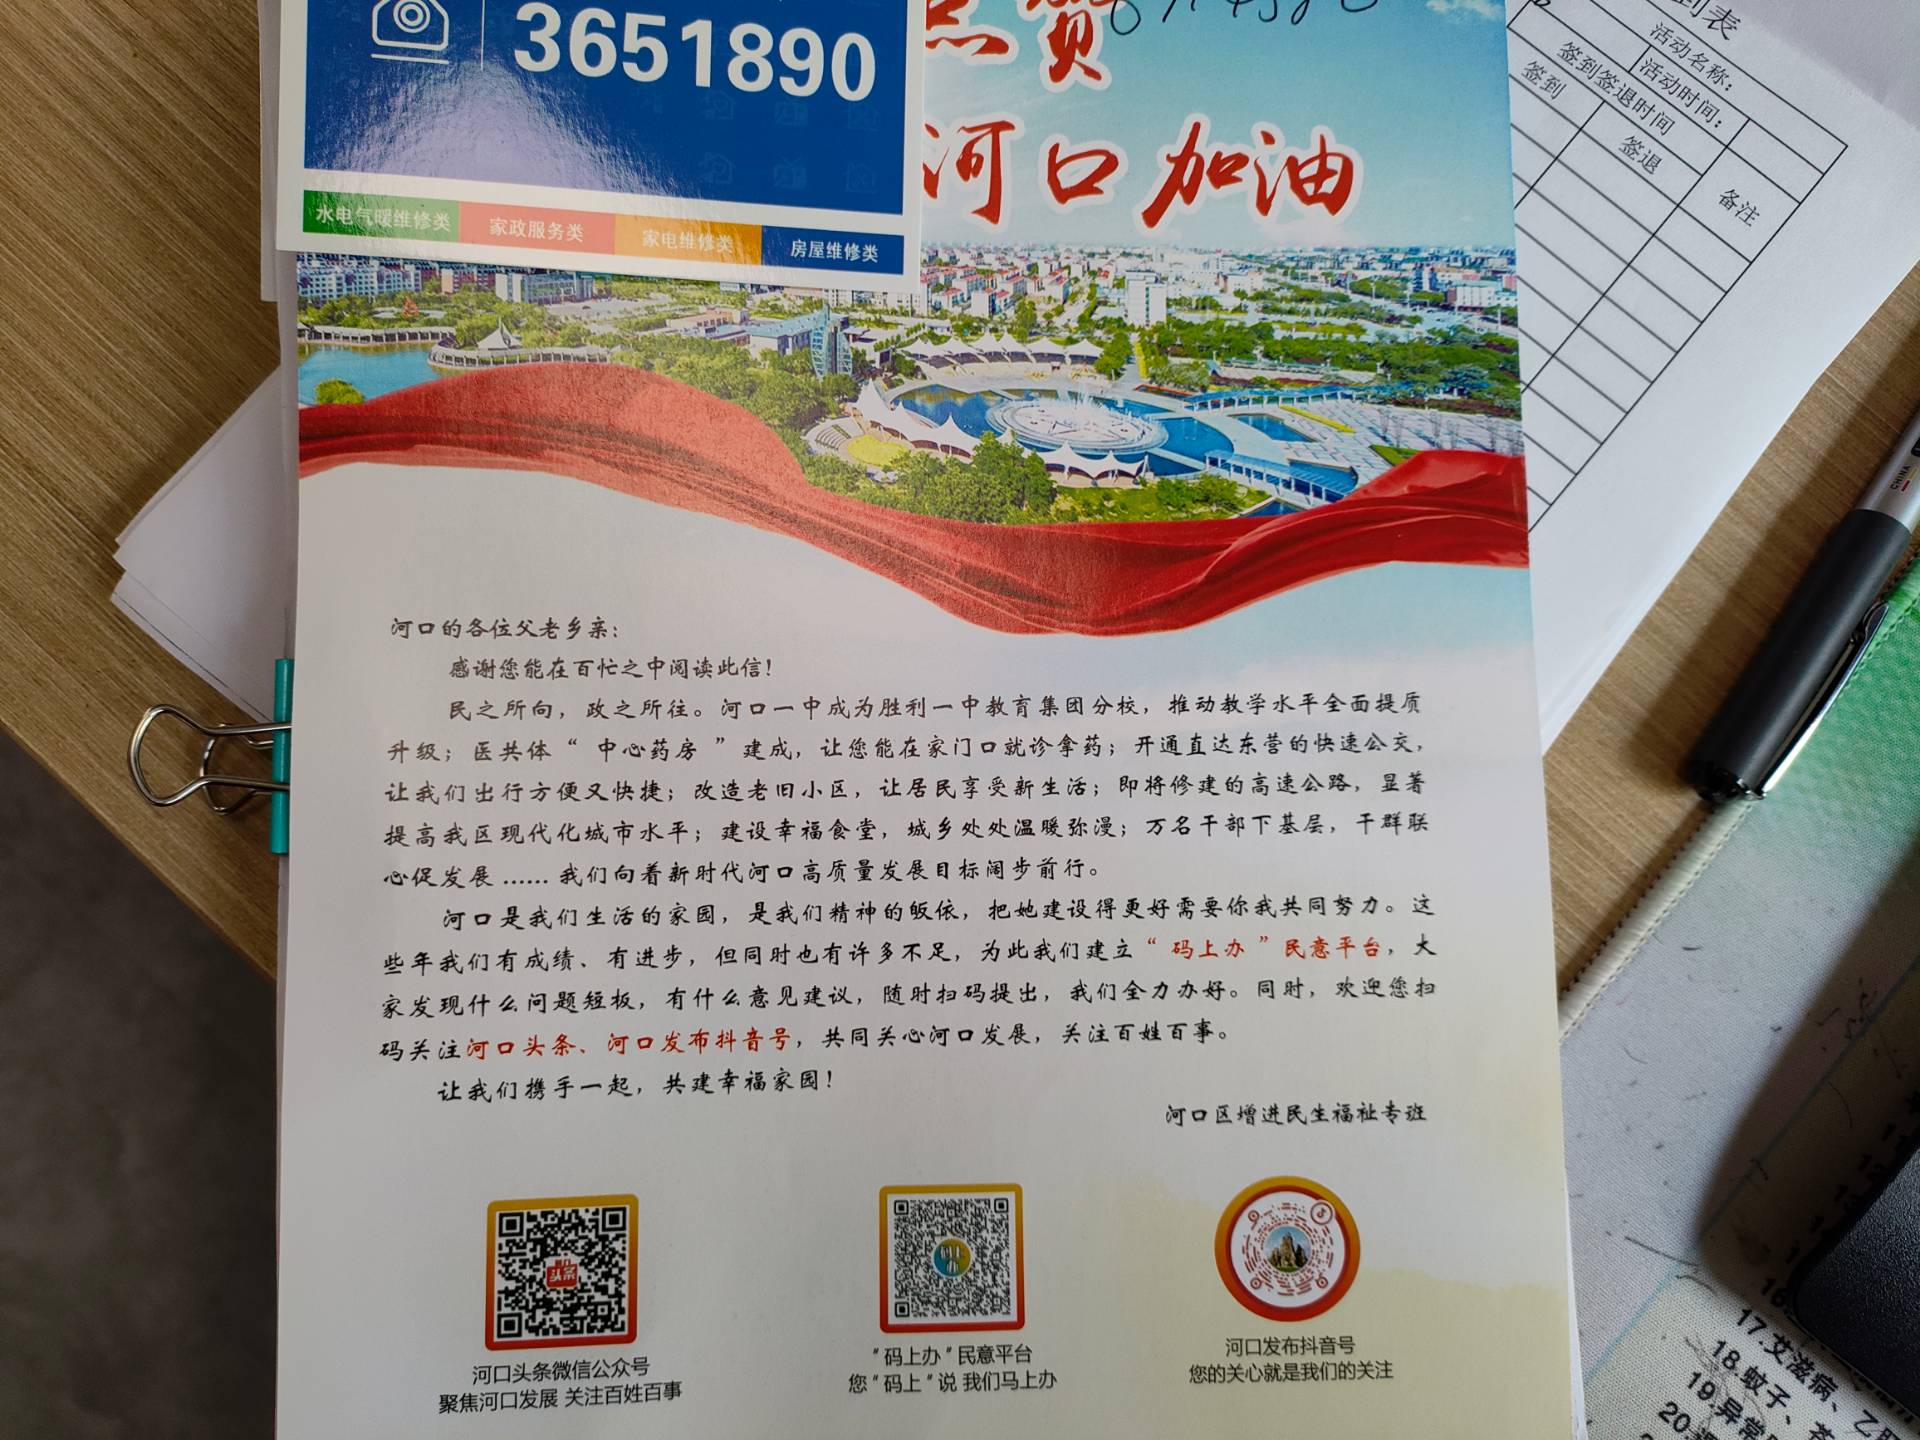 3651890
水电气暖维修类
家政服务类
家电维修类
房屋维修类
点赞
河口加油
到表
活动名称：
签到签退时间
活动时间：
签到
签退
备注
河口的各位父老乡亲：
感谢您能在百忙之中阅读此信！
民之所向，政之所往。河口一中成为胜利一中教育集团分校，推动教学水平全面提质
升级；医共体“中心药房”建成，让您能在家门口就诊拿药；开通直达东营的快速公交，
让我们出行方便又快捷；改造老旧小区，让居民享受新生活；即将修建的高速公路，显著
提高我区现代化城市水平；建设幸福食堂，城乡处处温暖弥漫；万名干部下基层，干群联
心促发展……我们向着新时代河口高质量发展目标阔步前行。
河口是我们生活的家园，是我们精神的皈依，把她建设得更好需要你我共同努力。这
些年我们有成绩、有进步，但同时也有许多不足，为此我们建立“码上办”民意平台，大
家发现什么问题短板，有什么意见建议，随时扫码提出，我们全力办好。同时，欢迎您扫
码关注河口头条、河口发布抖音号，共同关心河口发展，关注百姓百事。
让我们携手一起，共建幸福家园！
河口区增进民生福祉专班
头条
码上办
河口头条微信公众号
聚焦河口发展 关注百姓百事
“码上办”民意平台
您“码上”说 我们马上办
河口发布抖音号
您的关心就是我们的关注
CHINA
16.
17.艾滋病、乙肝
18.蚊子、苍
19.异常
20.